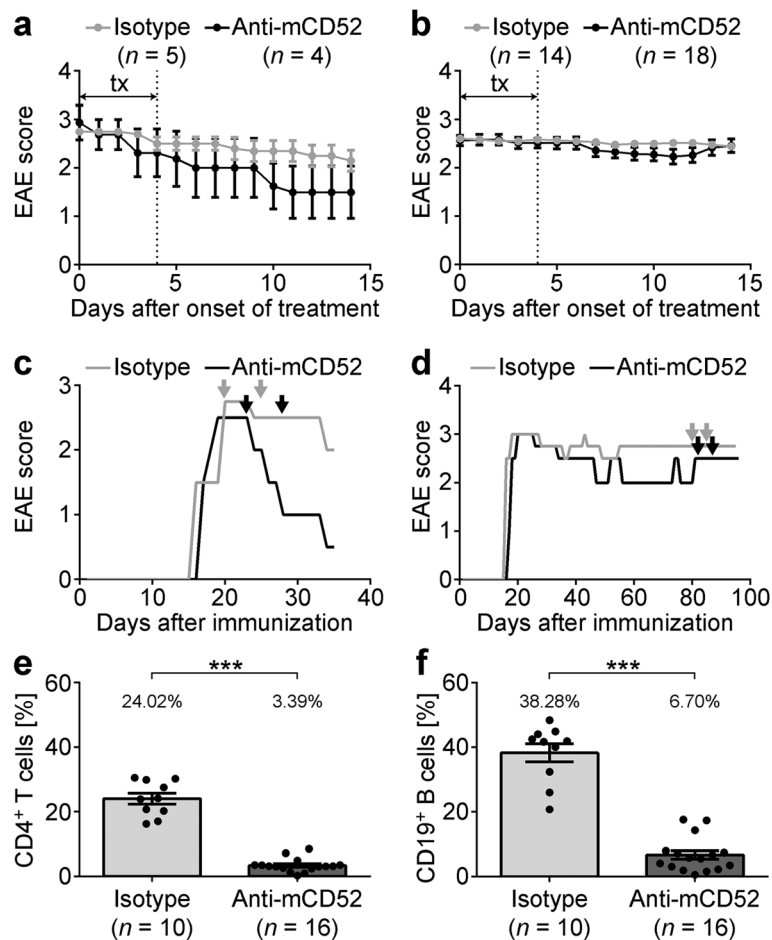 a Isotype Anti-mCD52 b Isotype Anti-mCD52
(n = 5) (n = 4) (n = 14) (n = 18)
4 tx 4 tx
3 3
2 2
1 1
0 0
EAE score EAE score
0 5 10 15 0 5 10 15
Days after onset of treatment Days after onset of treatment
c Isotype Anti-mCD52 d Isotype Anti-mCD52
3 4
2 3
1 2
0 1
0
EAE score EAE score
0 10 20 30 40 0 20 40 60 80 100
Days after immunization Days after immunization
e *** f ***
60 24.02% 3.39% 60 38.28% 6.70%
40 40
20 20
0 0
CD4+ T cells [%] CD19+ B cells [%]
Isotype Anti-mCD52 Isotype Anti-mCD52
(n = 10) (n = 16) (n = 10) (n = 16)